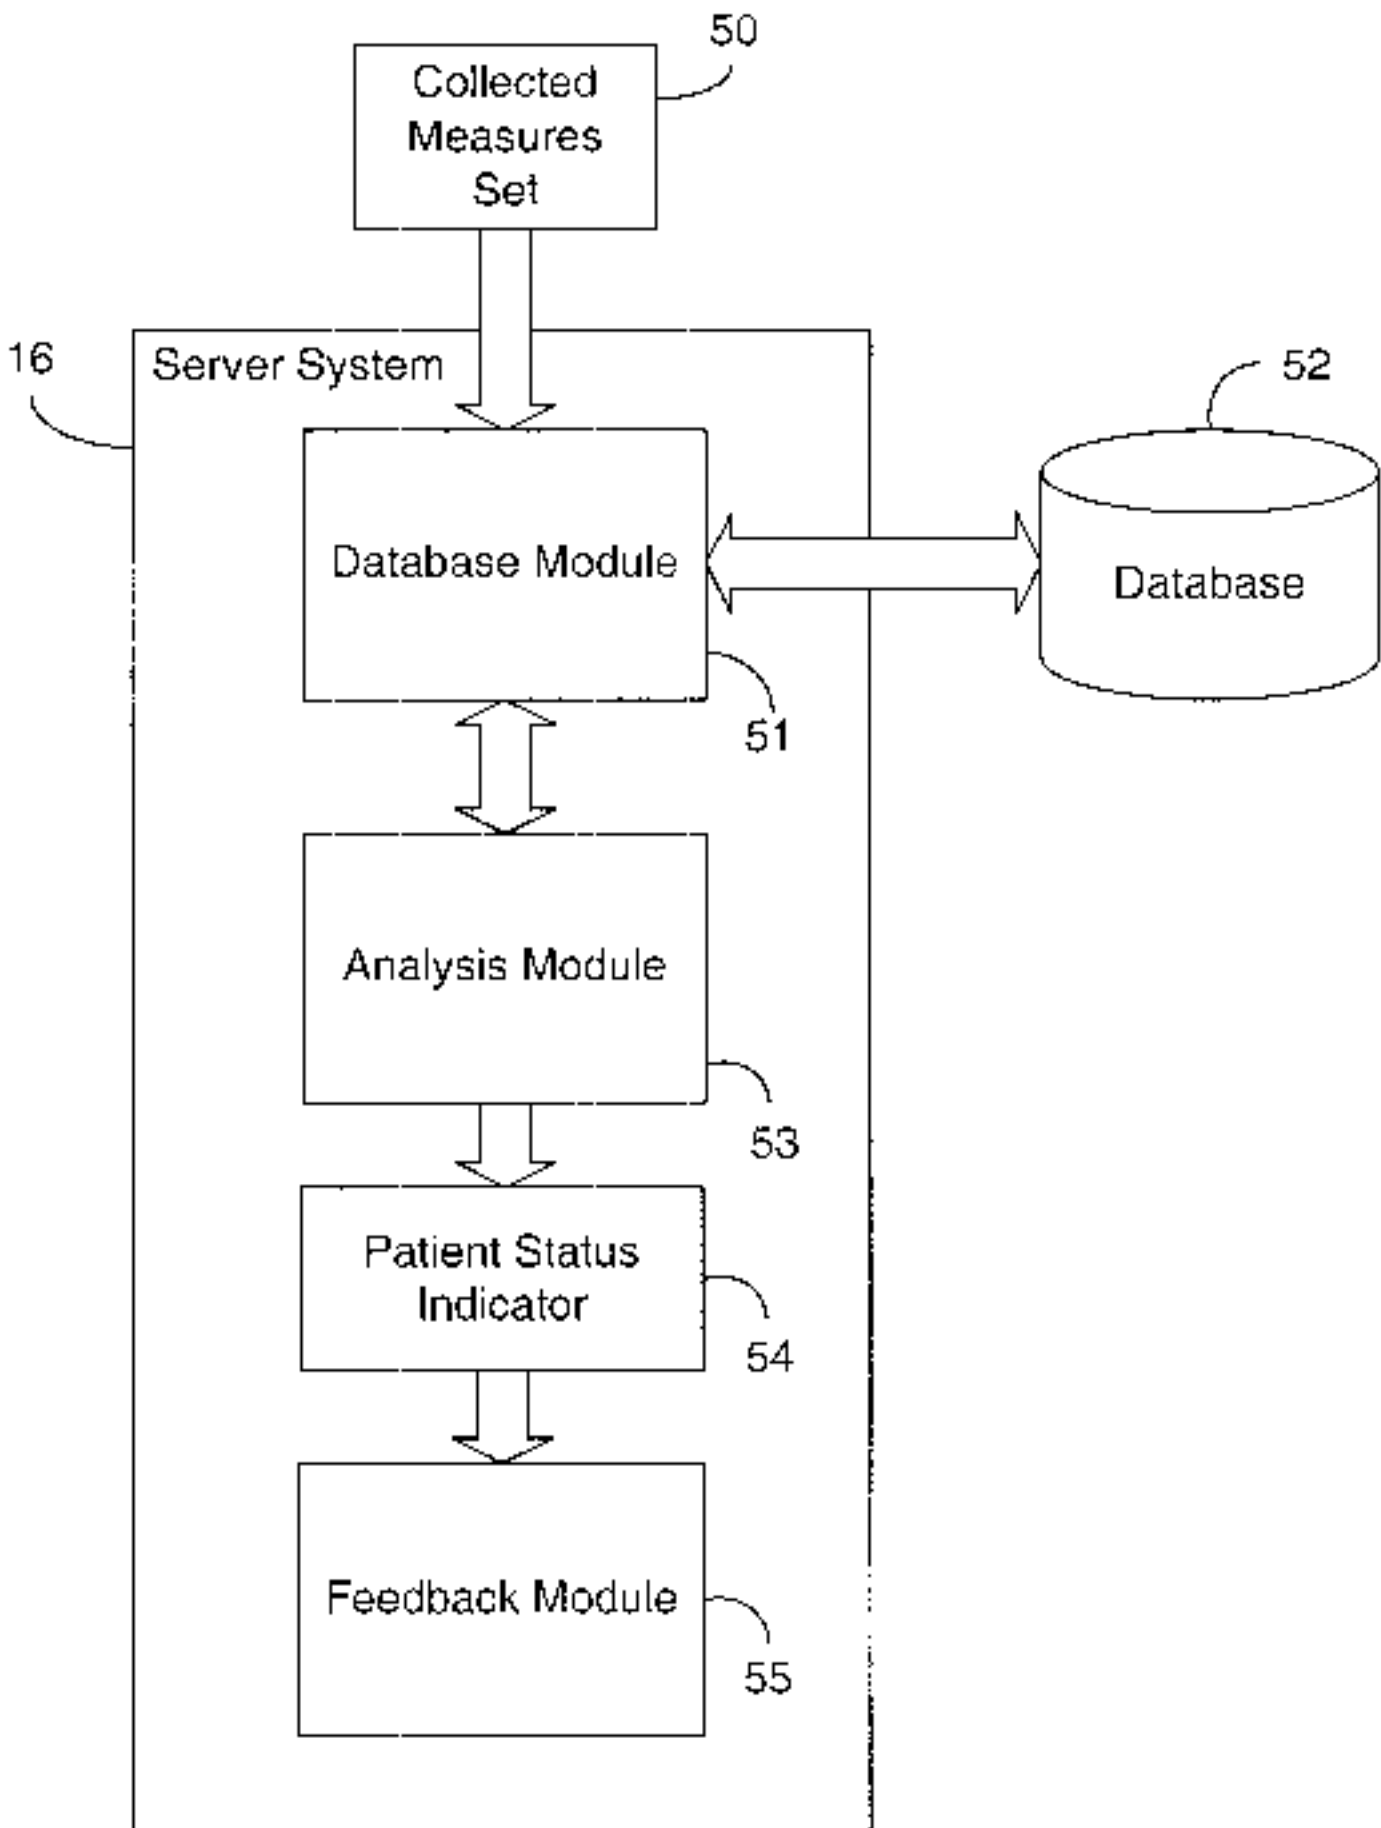 50
Collected
Measures
Set
16
Server System
52
Database Module
Database
51
Analysis Module
53
Patient Status
Indicator
54
Feedback Module
55